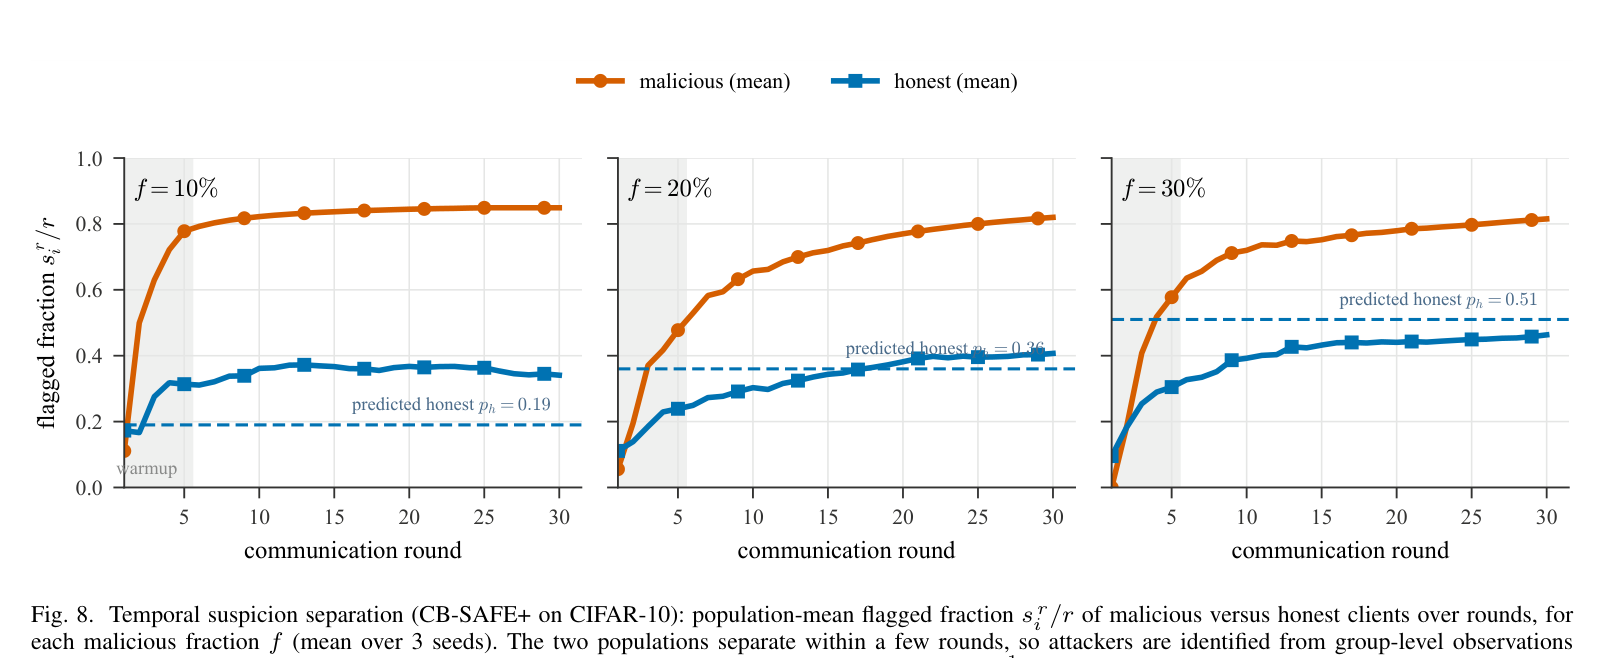 malicious (mean) honest (mean)
flagged fraction s_i^r/r
1.0
0.8
0.6
0.4
0.2
0.0
f = 10%
predicted honest p_h = 0.19
warmup
5 10 15 20 25 30
communication round
f = 20%
predicted honest p_h = 0.36
5 10 15 20 25 30
communication round
f = 30%
predicted honest p_h = 0.51
5 10 15 20 25 30
communication round
Fig. 8. Temporal suspicion separation (CB-SAFE+ on CIFAR-10): population-mean flagged fraction s_i^r/r of malicious versus honest clients over rounds, for
each malicious fraction f (mean over 3 seeds). The two populations separate within a few rounds, so attackers are identified from group-level observations